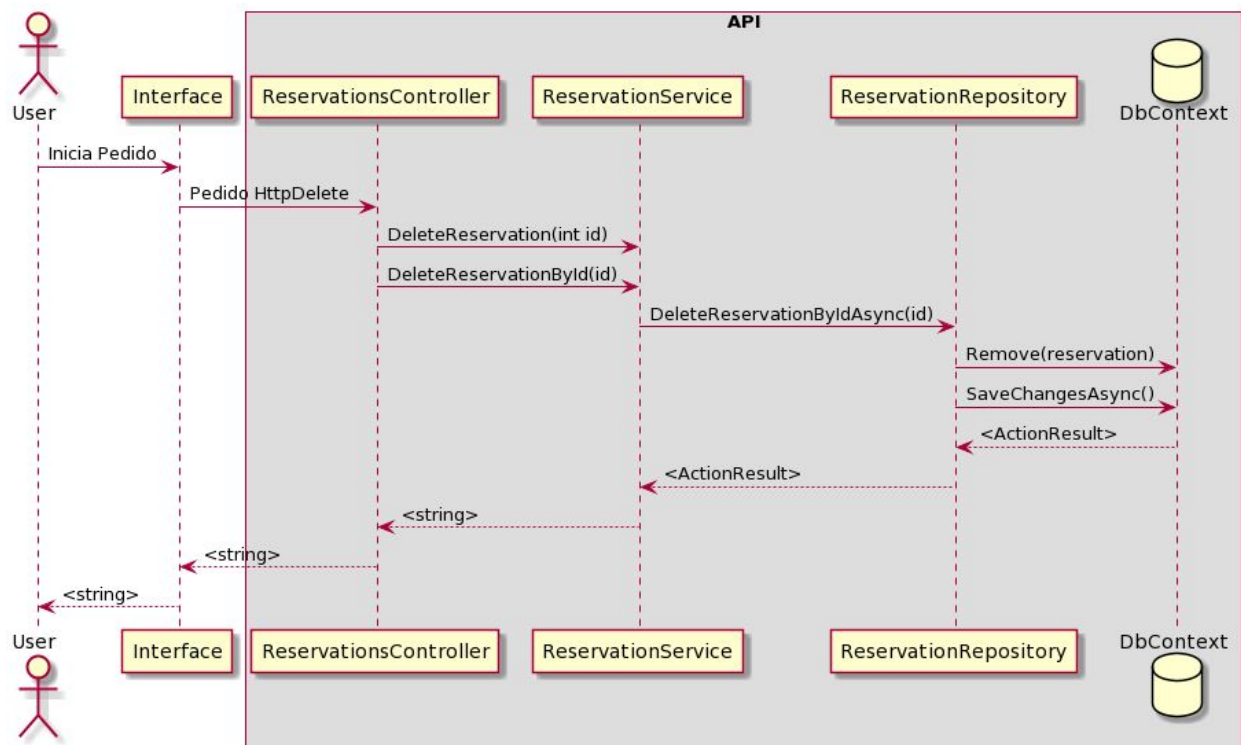 API
User
Interface
ReservationsController
ReservationService
ReservationRepository
DbContext
Inicia Pedido
Pedido HttpDelete
DeleteReservation(int id)
DeleteReservationById(id)
DeleteReservationByIdAsync(id)
Remove(reservation)
SaveChangesAsync()
<ActionResult>
<ActionResult>
<string>
<string>
<string>
User
Interface
ReservationsController
ReservationService
ReservationRepository
DbContext